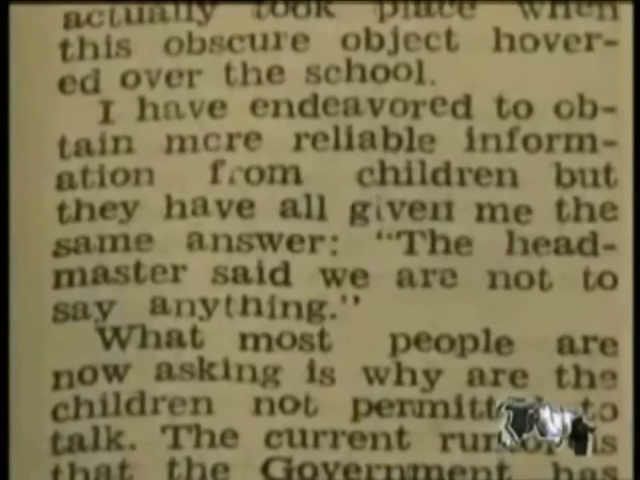 actually took place when
this obscure object hover-
ed over the school.
I have endeavored to ob-
tain mcre reliable inform-
ation from children but
they have all given me the
same answer: “The head-
master said we are not to
say anything.”
What most people are
now asking is why are the
children not permitted to
talk. The current rumor is
that the Government has